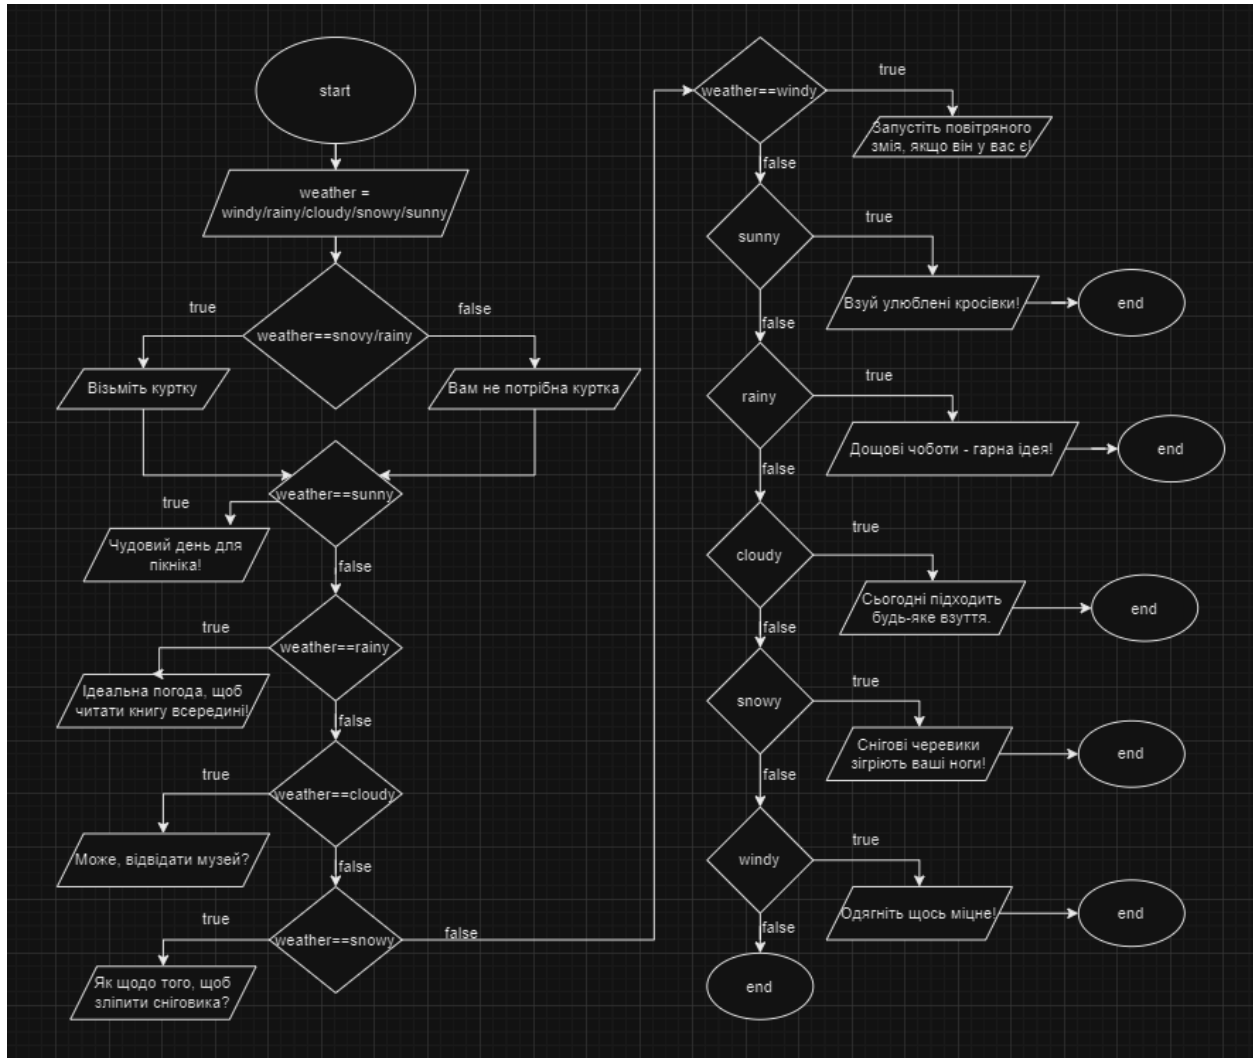 start
weather =
windy/rainy/cloudy/snowy/sunny
true
false
weather==snovy/rainy
Візьміть куртку
Вам не потрібна куртка
weather==sunny
true
Чудовий день для
пікніка!
false
true
weather==rainy
Ідеальна погода, щоб
читати книгу всередині!
false
true
weather==cloudy
Може, відвідати музей?
false
true
weather==snowy
false
Як щодо того, щоб
зліпити сніговика?
weather==windy
true
Запустіть повітряного
змія, якщо він у вас є!
false
sunny
true
Взуй улюблені кросівки!
end
false
rainy
true
Дощові чоботи - гарна ідея!
end
false
cloudy
true
Сьогодні підходить
будь-яке взуття.
end
false
snowy
true
Снігові черевики
зігріють ваші ноги!
end
false
windy
true
Одягніть щось міцне!
end
false
end